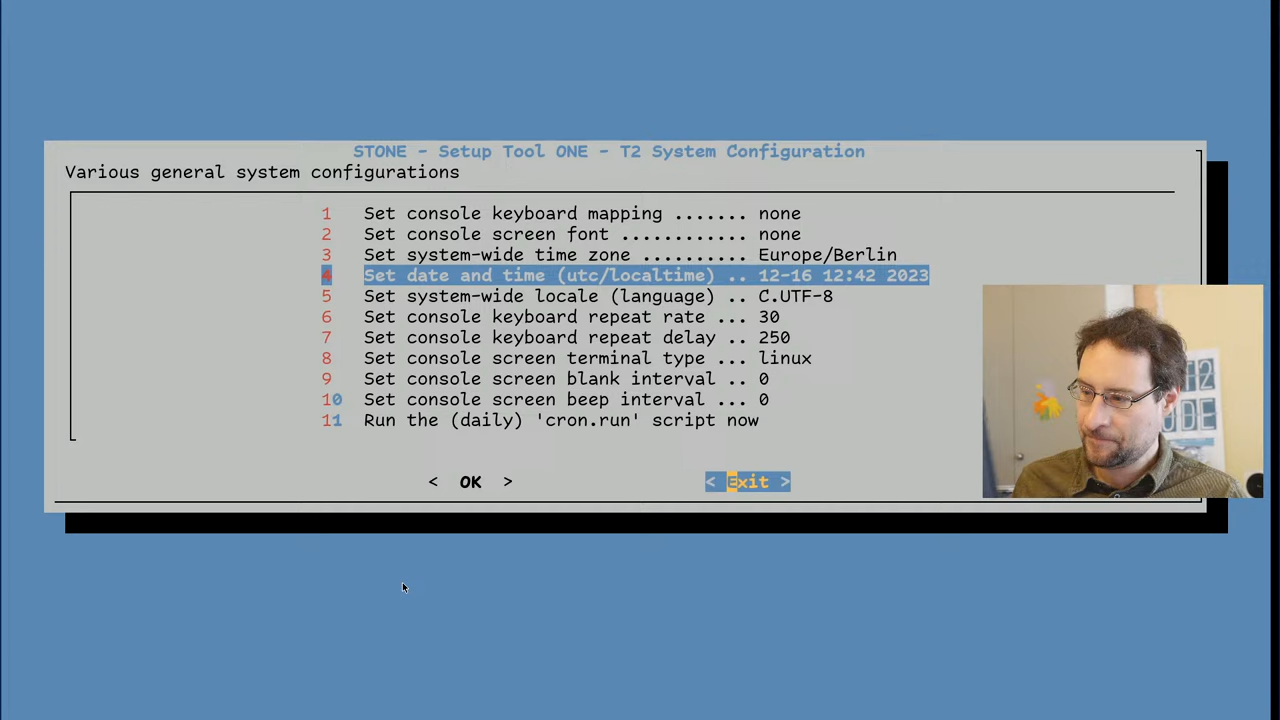 STONE - Setup Tool ONE - T2 System Configuration
Various general system configurations
1 Set console keyboard mapping ....... none
2 Set console screen font ............ none
3 Set system-wide time zone .......... Europe/Berlin
4 Set date and time (utc/localtime) .. 12-16 12:42 2023
5 Set system-wide locale (language) .. C.UTF-8
6 Set console keyboard repeat rate ... 30
7 Set console keyboard repeat delay .. 250
8 Set console screen terminal type ... linux
9 Set console screen blank interval .. 0
10 Set console screen beep interval ... 0
11 Run the (daily) 'cron.run' script now
< OK > < Exit >
T2